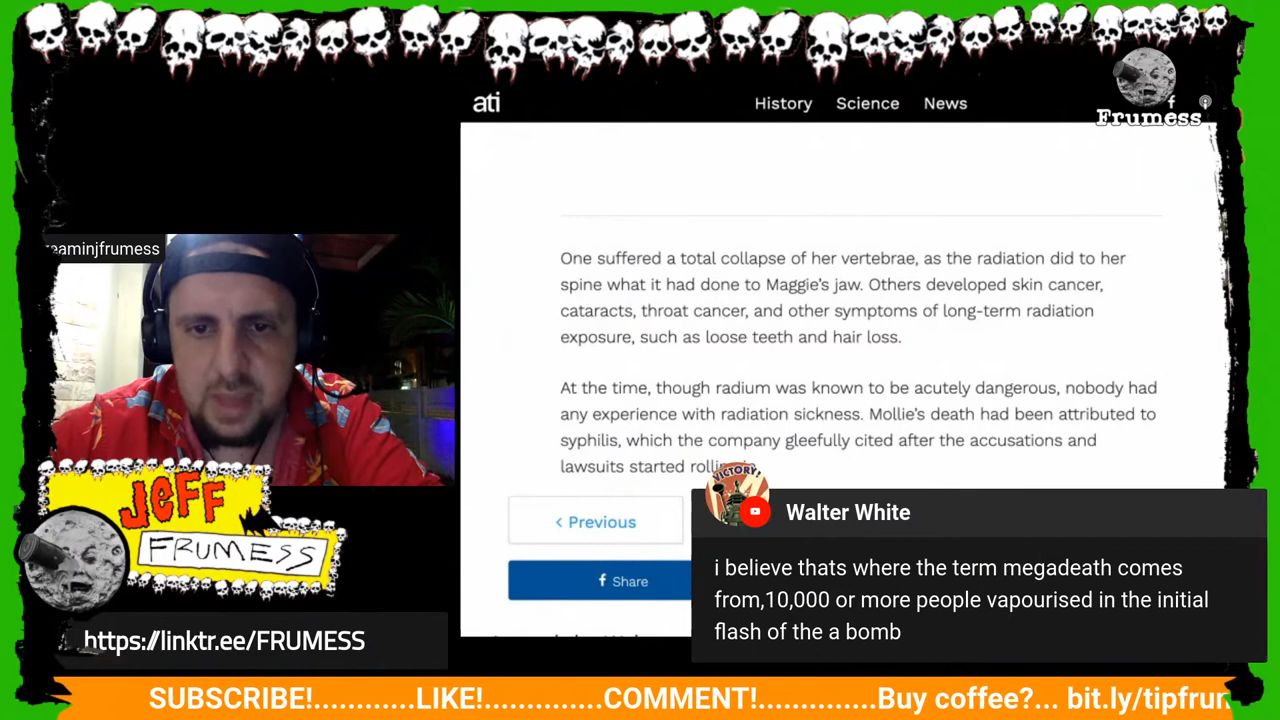 ati
History Science News
Frumess
eaminjfrumess
One suffered a total collapse of her vertebrae, as the radiation did to her
spine what it had done to Maggie's jaw. Others developed skin cancer,
cataracts, throat cancer, and other symptoms of long-term radiation
exposure, such as loose teeth and hair loss.
At the time, though radium was known to be acutely dangerous, nobody had
any experience with radiation sickness. Mollie's death had been attributed to
syphilis, which the company gleefully cited after the accusations and
lawsuits started
‹ Previous
f Share
VICTORY!
Walter White
i believe thats where the term megadeath comes
from,10,000 or more people vapourised in the initial
flash of the a bomb
JEFF
FRUMESS
https://linktr.ee/FRUMESS
SUBSCRIBE!............LIKE!.............COMMENT!.............Buy coffee?... bit.ly/tipfrum